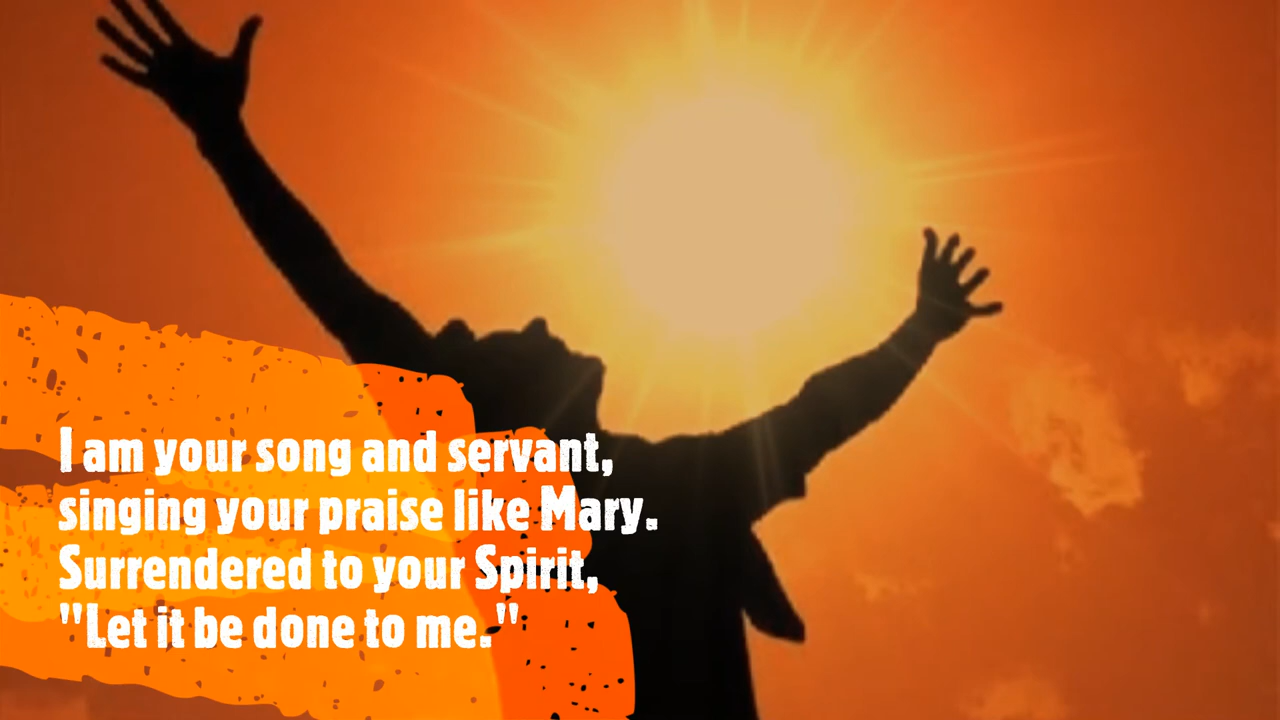 I am your song and servant,
singing your praise like Mary.
Surrendered to your Spirit,
"Let it be done to me."